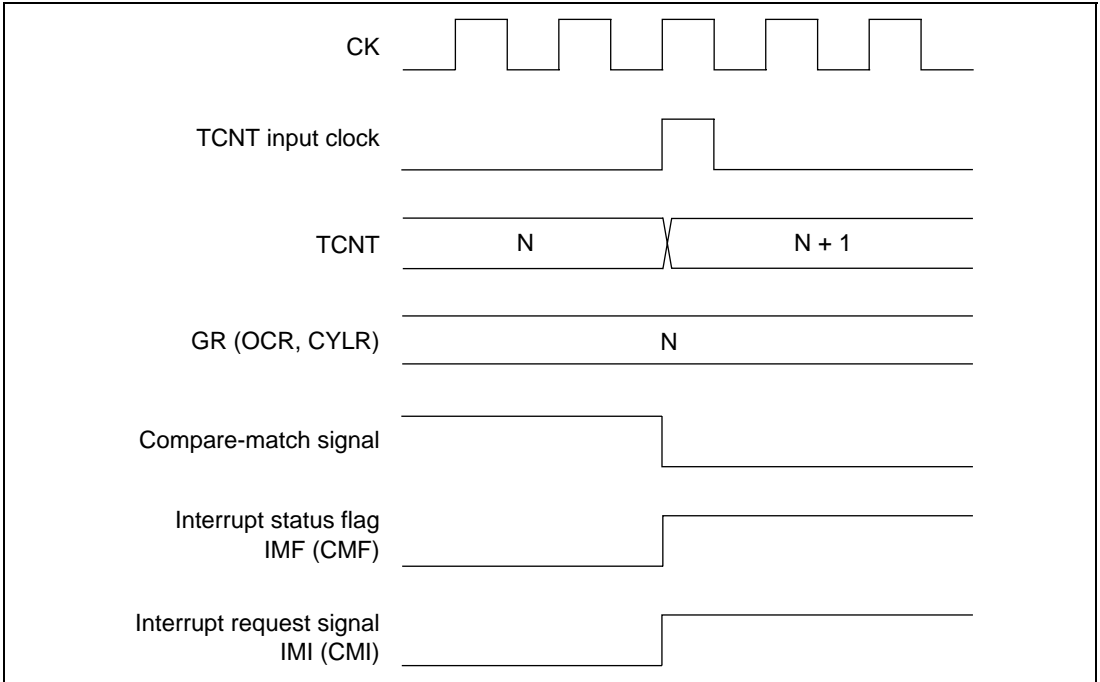 CK
TCNT input clock
TCNT
N
N + 1
GR (OCR, CYLR)
N
Compare-match signal
Interrupt status flag
IMF (CMF)
Interrupt request signal
IMI (CMI)